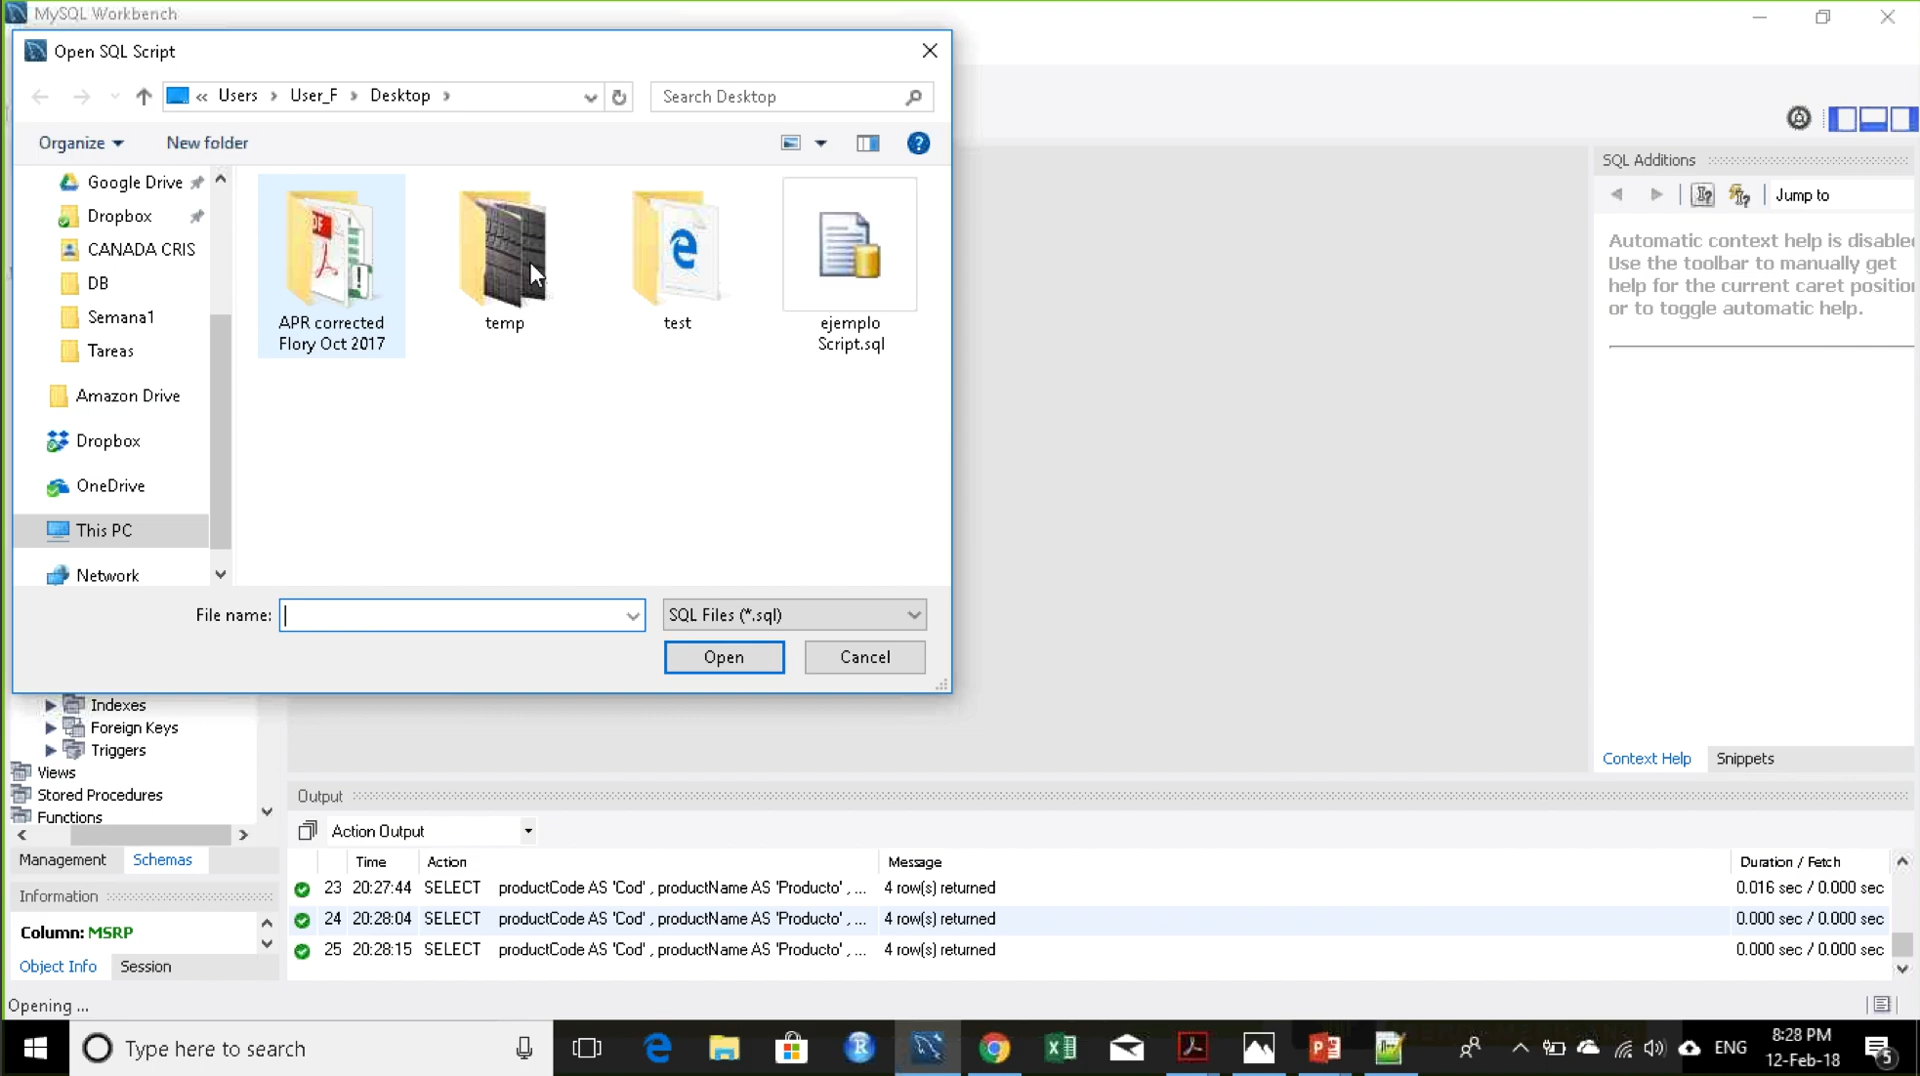 MySQL Workbench
Open SQL Script
« Users > User_F > Desktop >
Search Desktop
Organize
New folder
Google Drive
Dropbox
CANADA CRIS
DB
Semana1
Tareas
Amazon Drive
Dropbox
OneDrive
This PC
Network
APR corrected
Flory Oct 2017
temp
test
ejemplo
Script.sql
File name:
SQL Files (*.sql)
Open
Cancel
SQL Additions
Jump to
Automatic context help is disabled
Use the toolbar to manually get
help for the current caret position
or to toggle automatic help.
Context Help
Snippets
Indexes
Foreign Keys
Triggers
Views
Stored Procedures
Functions
Management
Schemas
Information
Column: MSRP
Object Info
Session
Output
Action Output
Time Action Message Duration / Fetch
23 20:27:44 SELECT productCode AS 'Cod' , productName AS 'Producto' , ... 4 row(s) returned 0.016 sec / 0.000 sec
24 20:28:04 SELECT productCode AS 'Cod' , productName AS 'Producto' , ... 4 row(s) returned 0.000 sec / 0.000 sec
25 20:28:15 SELECT productCode AS 'Cod' , productName AS 'Producto' , ... 4 row(s) returned 0.000 sec / 0.000 sec
Opening ...
Type here to search
ENG
8:28 PM
12-Feb-18
5